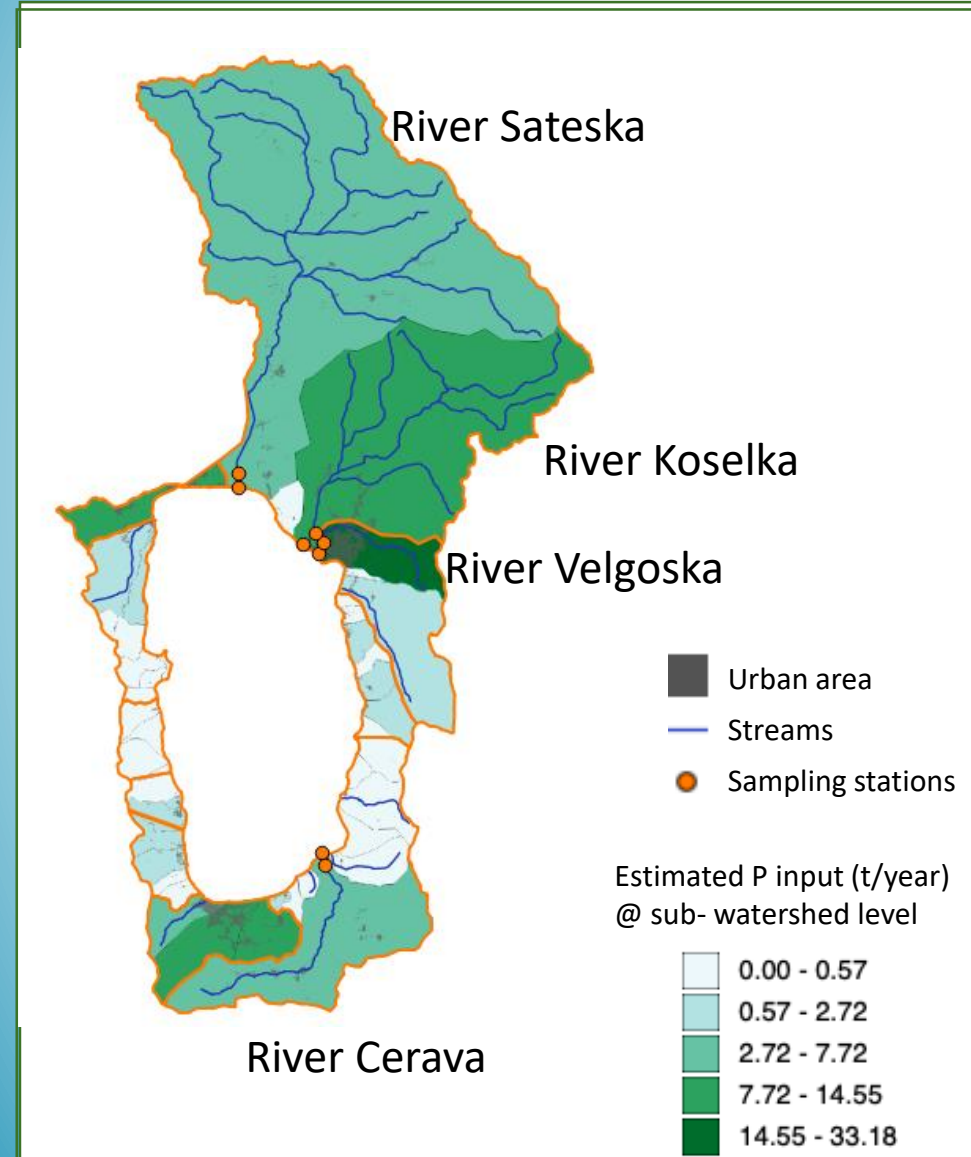 River Sateska
River Koselka
River Velgoska
Urban area
Streams
Sampling stations
Estimated P input (t/year)
@ sub- watershed level
0.00 - 0.57
0.57 - 2.72
2.72 - 7.72
7.72 - 14.55
14.55 - 33.18
River Cerava